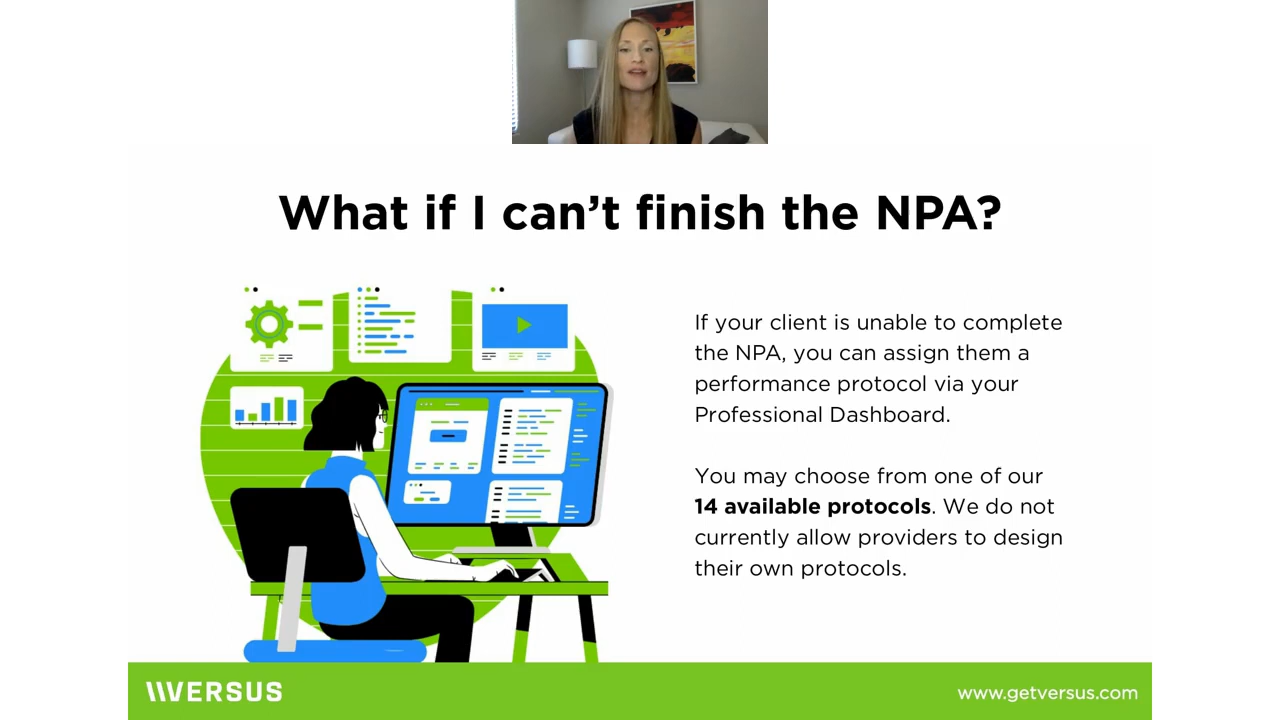 What if I can’t finish the NPA?
If your client is unable to complete
the NPA, you can assign them a
performance protocol via your
Professional Dashboard.
You may choose from one of our
14 available protocols. We do not
currently allow providers to design
their own protocols.
VERSUS
www.getversus.com